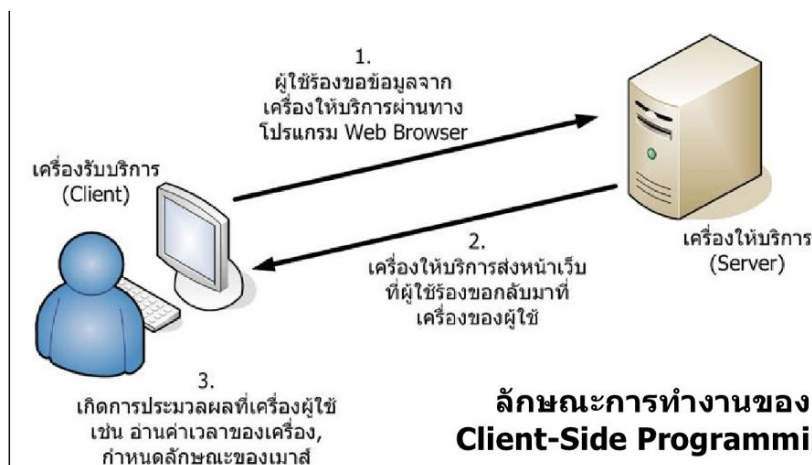 1.
ผู้ใช้ร้องขอข้อมูลจาก
เครื่องให้บริการผ่านทาง
โปรแกรม Web Browser
เครื่องรับบริการ
(Client)
2.
เครื่องให้บริการส่งหน้าเว็บ
ที่ผู้ใช้ร้องขอกลับมาที่
เครื่องของผู้ใช้
เครื่องให้บริการ
(Server)
3.
เกิดการประมวลผลที่เครื่องผู้ใช้
เช่น อ่านค่าเวลาของเครื่อง,
กำหนดลักษณะของเมาส์
ลักษณะการทำงานของ
Client-Side Programmi